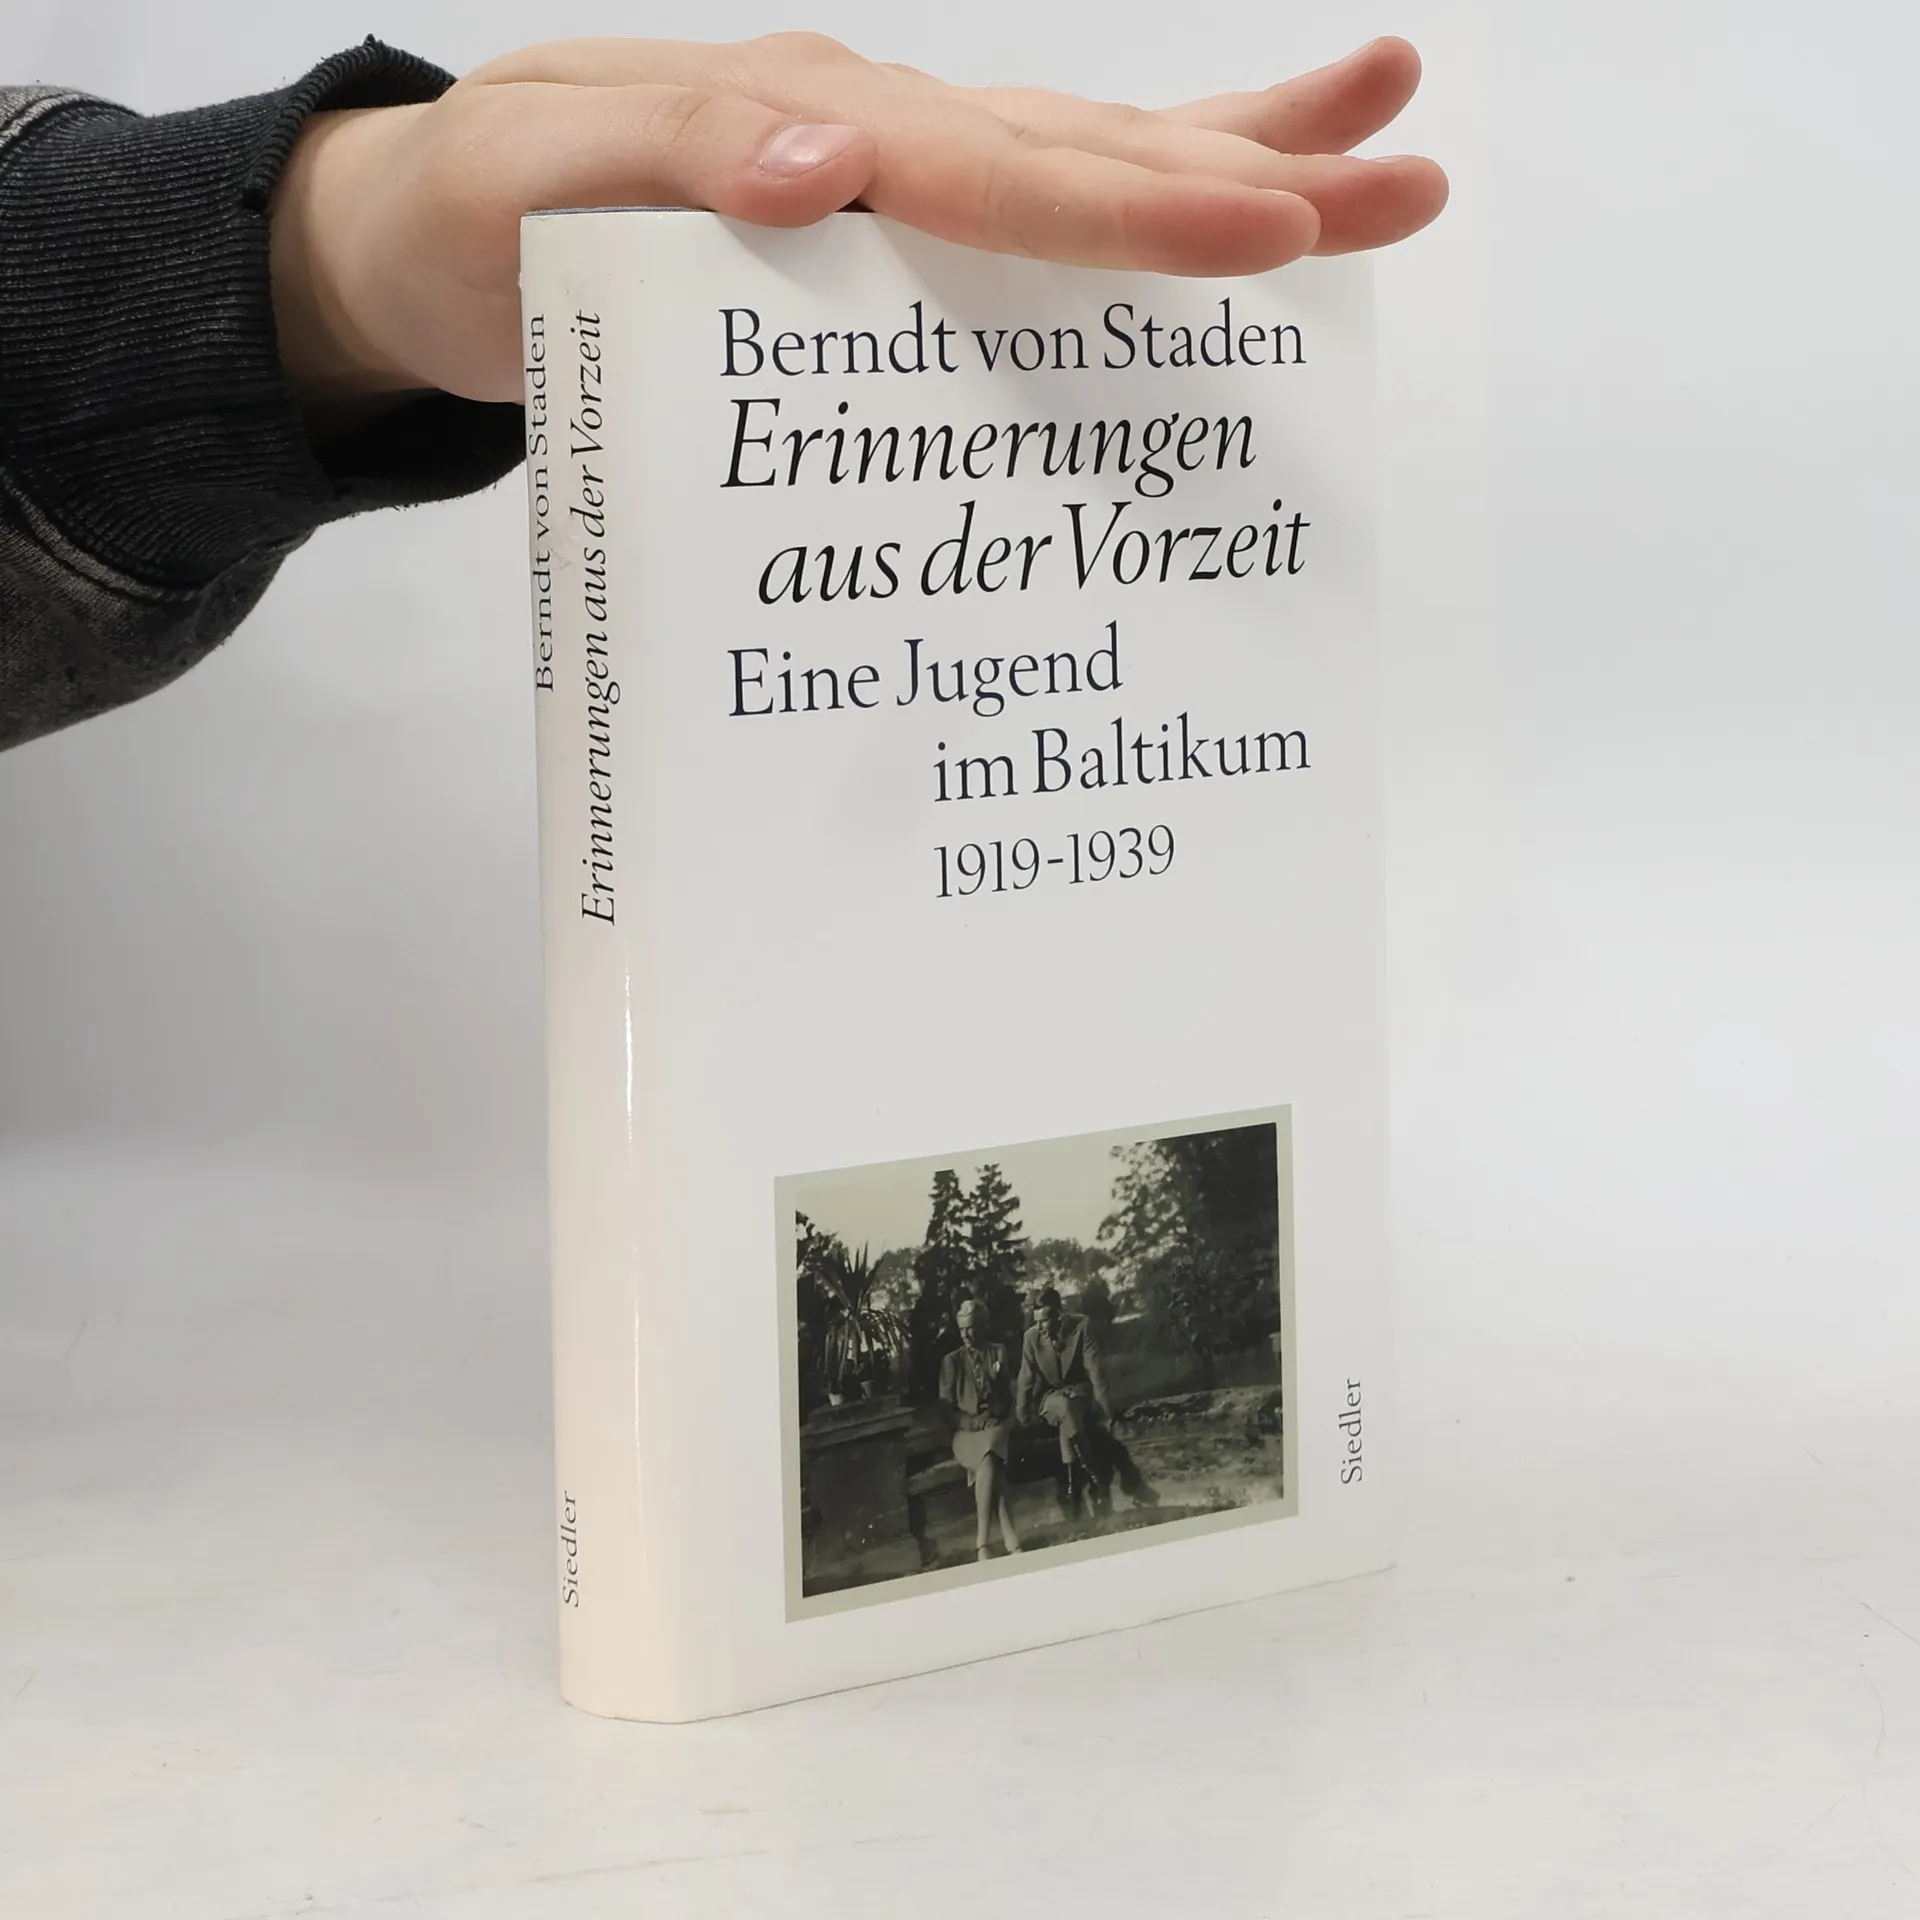 Berndt von Staden
Erinnerungen aus der Vorzeit
Siedler
Berndt von Staden
Erinnerungen
aus der Vorzeit
Eine Jugend
im Baltikum
1919-1939
Siedler